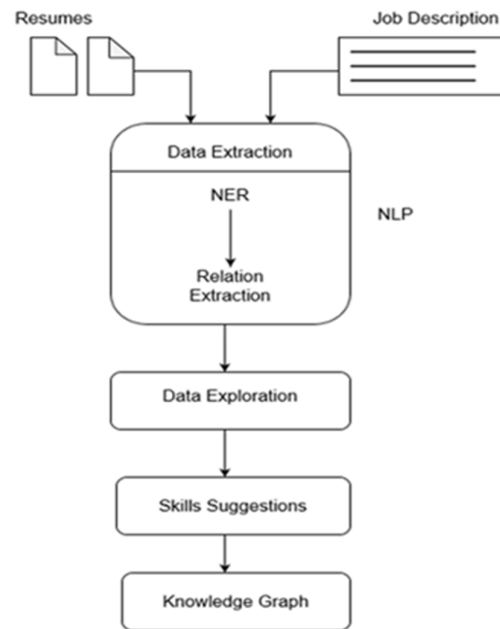 Resumes
Job Description
Data Extraction
NER
NLP
Relation
Extraction
Data Exploration
Skills Suggestions
Knowledge Graph